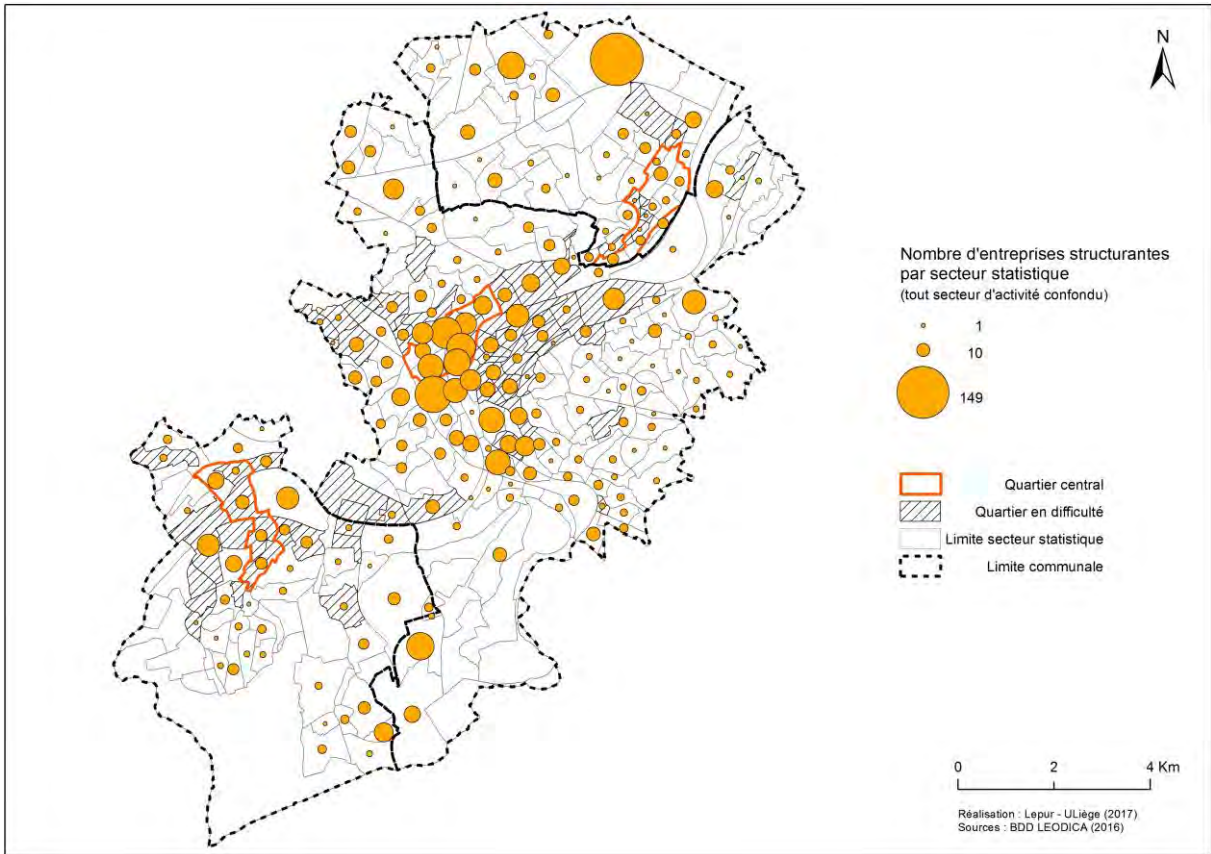 N
Nombre d'entreprises structurantes
par secteur statistique
(tout secteur d'activité confondu)
1
10
149
Quartier central
Quartier en difficulté
Limite secteur statistique
Limite communale
0 2 4 Km
Réalisation : Lepur - ULiège (2017)
Sources : BDD LEODICA (2016)